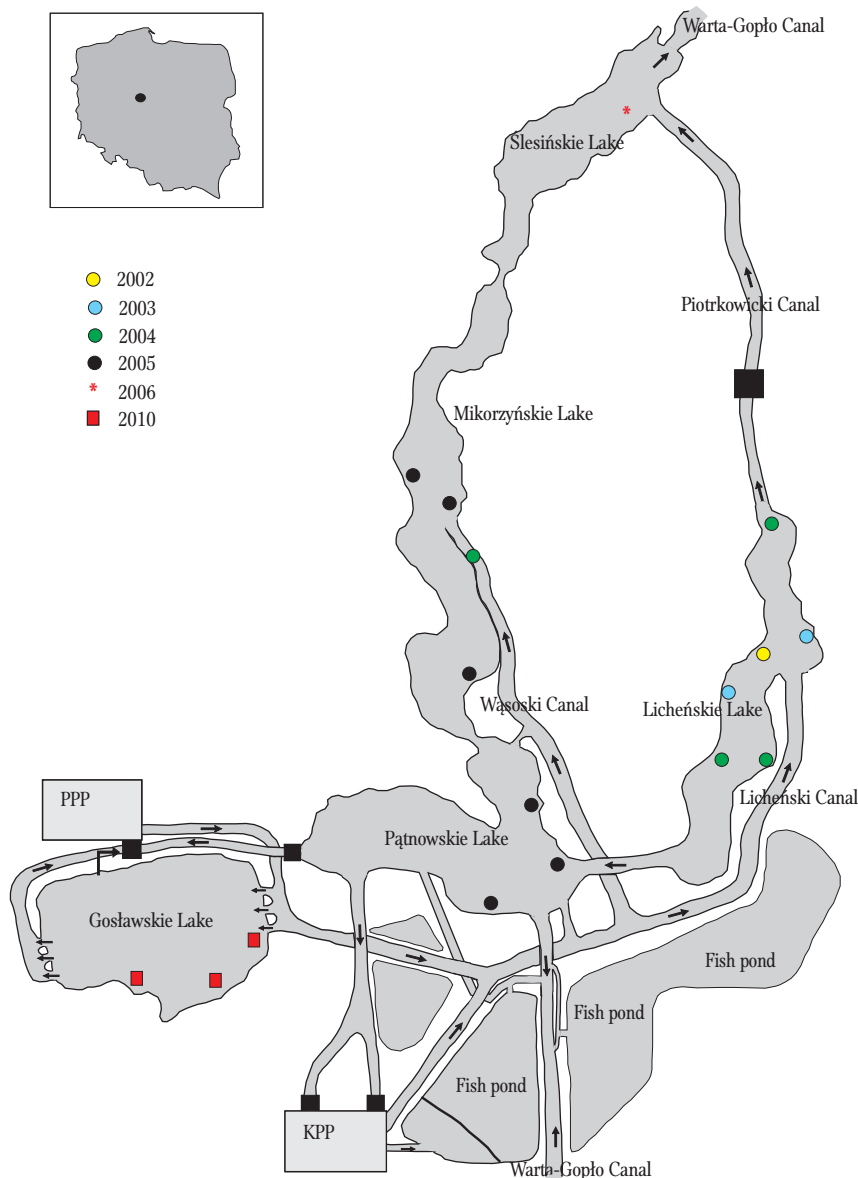 Warta-Gopło Canal
Ślesińskie Lake
2002
2003
2004
2005
2006
2010
Piotrkowicki Canal
Mikorzyńskie Lake
Wąsoski Canal
Licheńskie Lake
PPP
Licheński Canal
Pątnowskie Lake
Gosławskie Lake
Fish pond
Fish pond
Fish pond
KPP
Warta-Gopło Canal